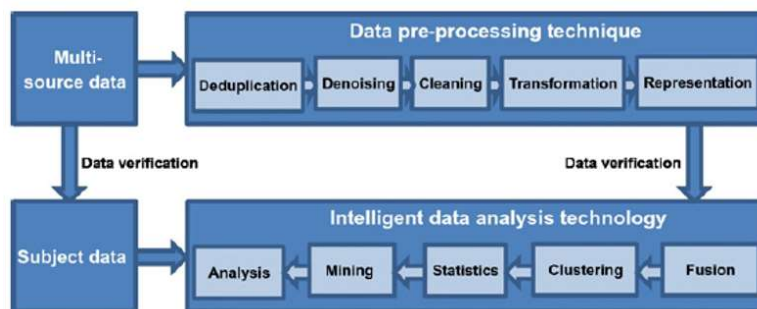 Multi-
source data
Data pre-processing technique
Deduplication
Denoising
Cleaning
Transformation
Representation
Data verification
Data verification
Subject data
Intelligent data analysis technology
Analysis
Mining
Statistics
Clustering
Fusion